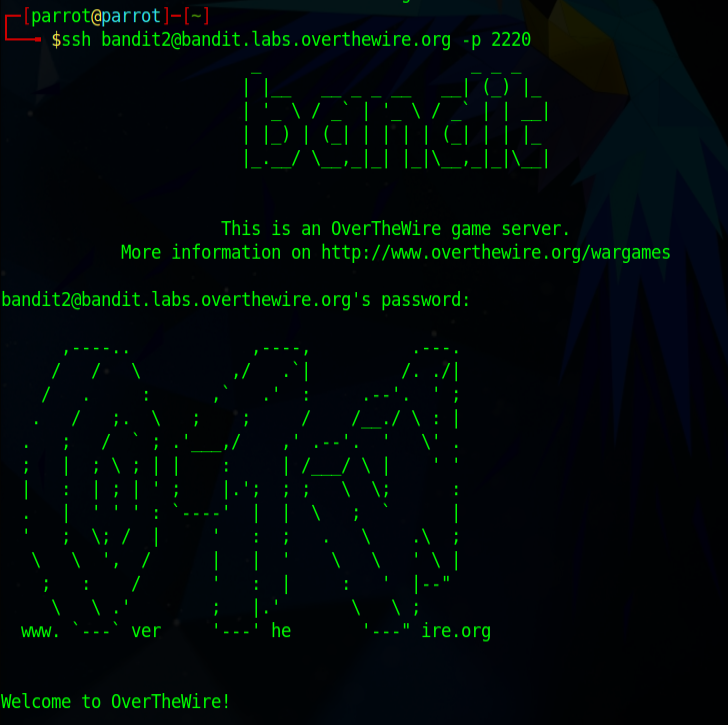 ┌─[parrot@parrot]─[~]
└──╼ $ssh bandit2@bandit.labs.overthewire.org -p 2220
bandit
This is an OverTheWire game server.
More information on http://www.overthewire.org/wargames
bandit2@bandit.labs.overthewire.org's password:
www. ver he ire.org
Welcome to OverTheWire!